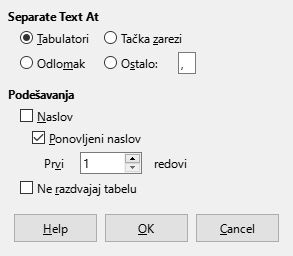 Separate Text At
Tabulatori Tačka zarezi
Odlomak Ostalo: ,
Podešavanja
Naslov
Ponovljeni naslov
Prvi 1 redovi
Ne razdvajaj tabelu
Help OK Cancel